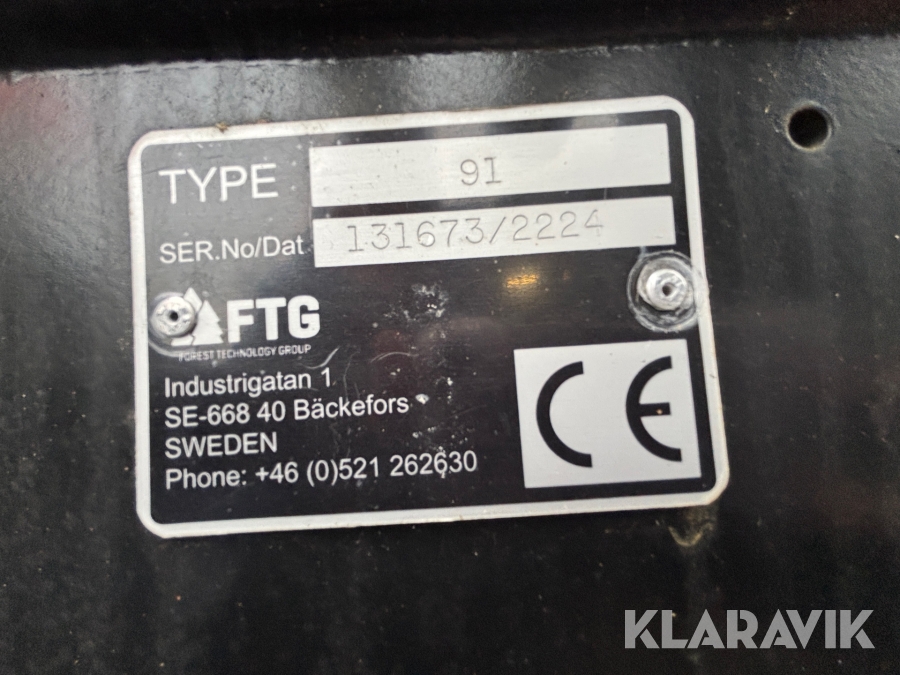 TYPE 91
SER.No/Dat 131673/2224
FTG
FOREST TECHNOLOGY GROUP
Industrigatan 1
SE-668 40 Bäckefors
SWEDEN
Phone: +46 (0)521 262630
CE
KLARAVIK